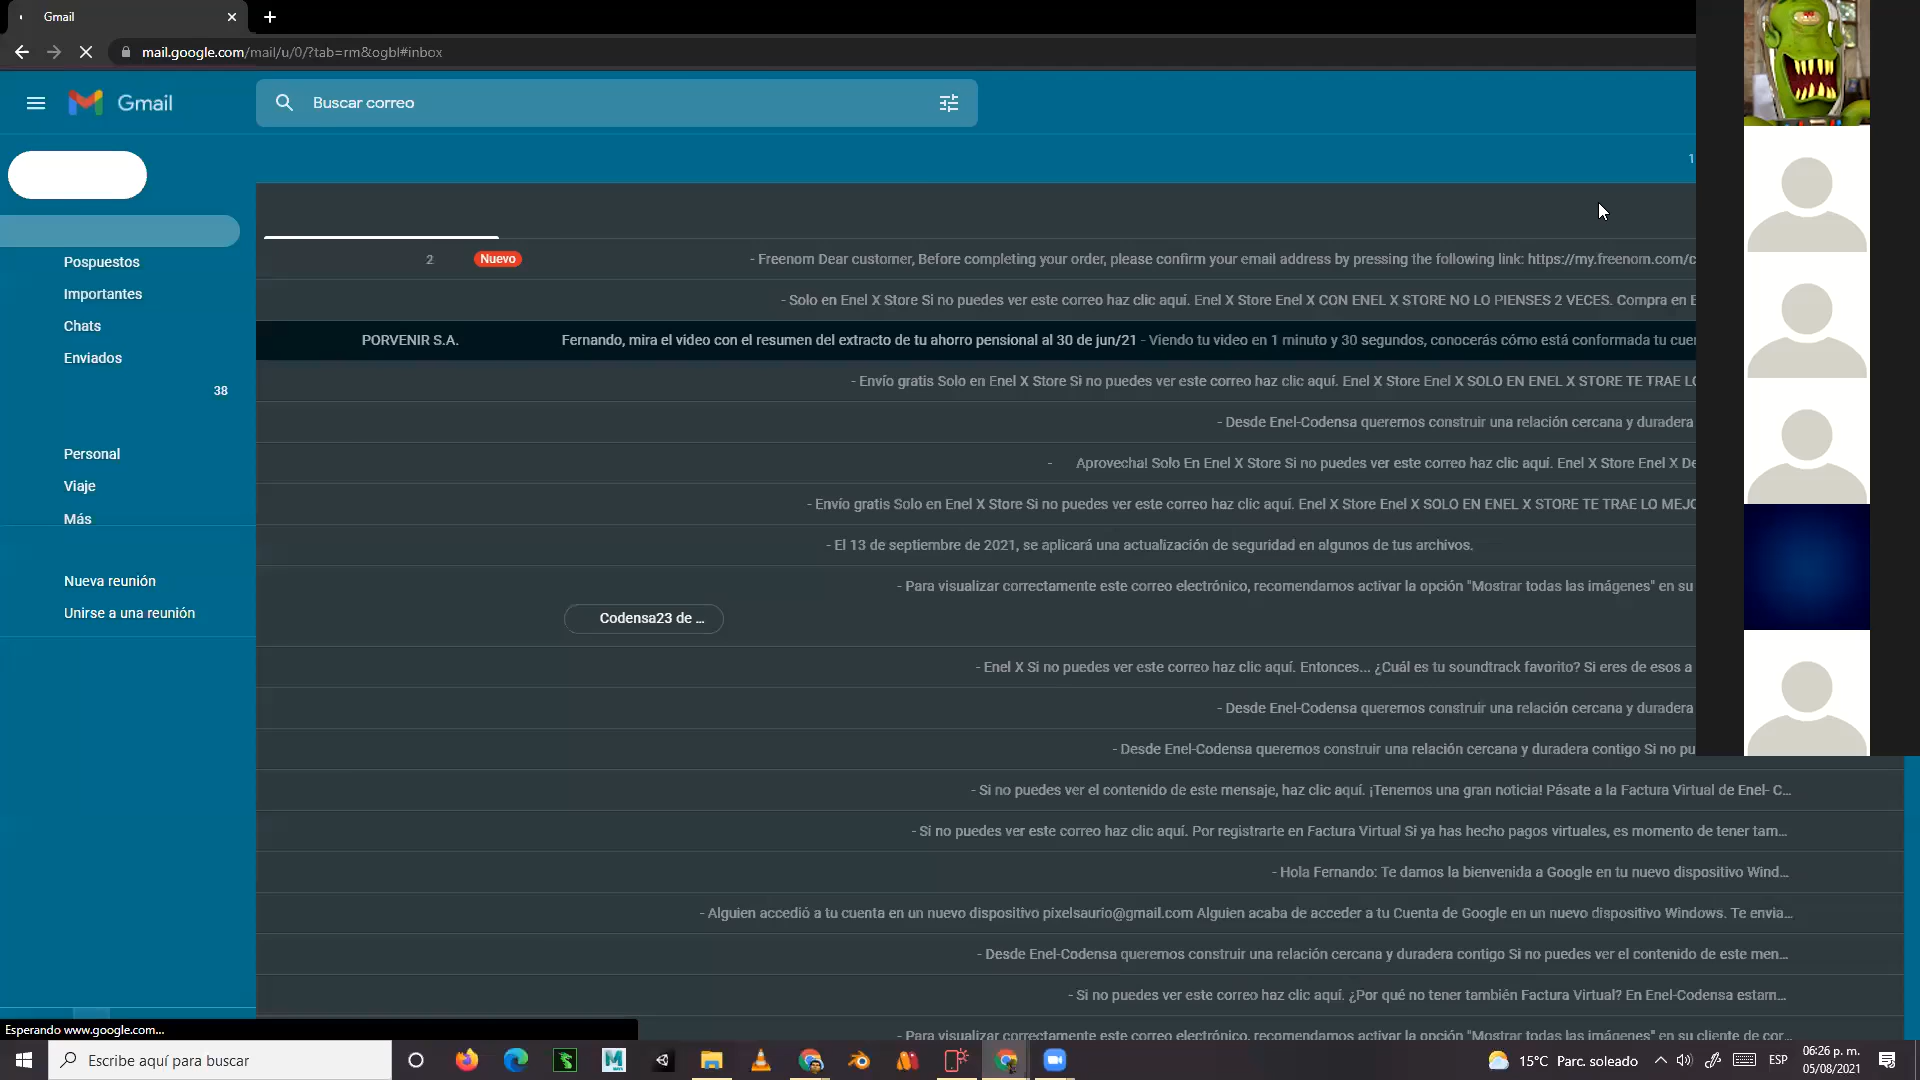 Gmail
mail.google.com/mail/u/0/?tab=rm&ogbl#inbox
Gmail
Buscar correo
1
Pospuestos
Importantes
Chats
Enviados
38
Personal
Viaje
Más
Nueva reunión
Unirse a una reunión
2 Nuevo - Freenom Dear customer, Before completing your order, please confirm your email address by pressing the following link: https://my.freenom.com/c
- Solo en Enel X Store Si no puedes ver este correo haz clic aquí. Enel X Store Enel X CON ENEL X STORE NO LO PIENSES 2 VECES. Compra en E
PORVENIR S.A. Fernando, mira el video con el resumen del extracto de tu ahorro pensional al 30 de jun/21 - Viendo tu video en 1 minuto y 30 segundos, conocerás cómo está conformada tu cuen
- Envío gratis Solo en Enel X Store Si no puedes ver este correo haz clic aquí. Enel X Store Enel X SOLO EN ENEL X STORE TE TRAE LO
- Desde Enel-Codensa queremos construir una relación cercana y duradera
- Aprovecha! Solo En Enel X Store Si no puedes ver este correo haz clic aquí. Enel X Store Enel X De
- Envío gratis Solo en Enel X Store Si no puedes ver este correo haz clic aquí. Enel X Store Enel X SOLO EN ENEL X STORE TE TRAE LO MEJO
- El 13 de septiembre de 2021, se aplicará una actualización de seguridad en algunos de tus archivos.
- Para visualizar correctamente este correo electrónico, recomendamos activar la opción "Mostrar todas las imágenes" en su
Codensa23 de ...
- Enel X Si no puedes ver este correo haz clic aquí. Entonces... ¿Cuál es tu soundtrack favorito? Si eres de esos a
- Desde Enel-Codensa queremos construir una relación cercana y duradera
- Desde Enel-Codensa queremos construir una relación cercana y duradera contigo Si no pu
- Si no puedes ver el contenido de este mensaje, haz clic aquí. ¡Tenemos una gran noticia! Pásate a la Factura Virtual de Enel- C...
- Si no puedes ver este correo haz clic aquí. Por registrarte en Factura Virtual Si ya has hecho pagos virtuales, es momento de tener tam...
- Hola Fernando: Te damos la bienvenida a Google en tu nuevo dispositivo Wind...
- Alguien accedió a tu cuenta en un nuevo dispositivo pixelsaurio@gmail.com Alguien acaba de acceder a tu Cuenta de Google en un nuevo dispositivo Windows. Te envia...
- Desde Enel-Codensa queremos construir una relación cercana y duradera contigo Si no puedes ver el contenido de este men...
- Si no puedes ver este correo haz clic aquí. ¿Por qué no tener también Factura Virtual? En Enel-Codensa estam...
- Para visualizar correctamente este correo electrónico, recomendamos activar la opción "Mostrar todas las imágenes" en su cliente de cor...
Esperando www.google.com...
Escribe aquí para buscar
15°C Parc. soleado
ESP
06:26 p. m.
05/08/2021